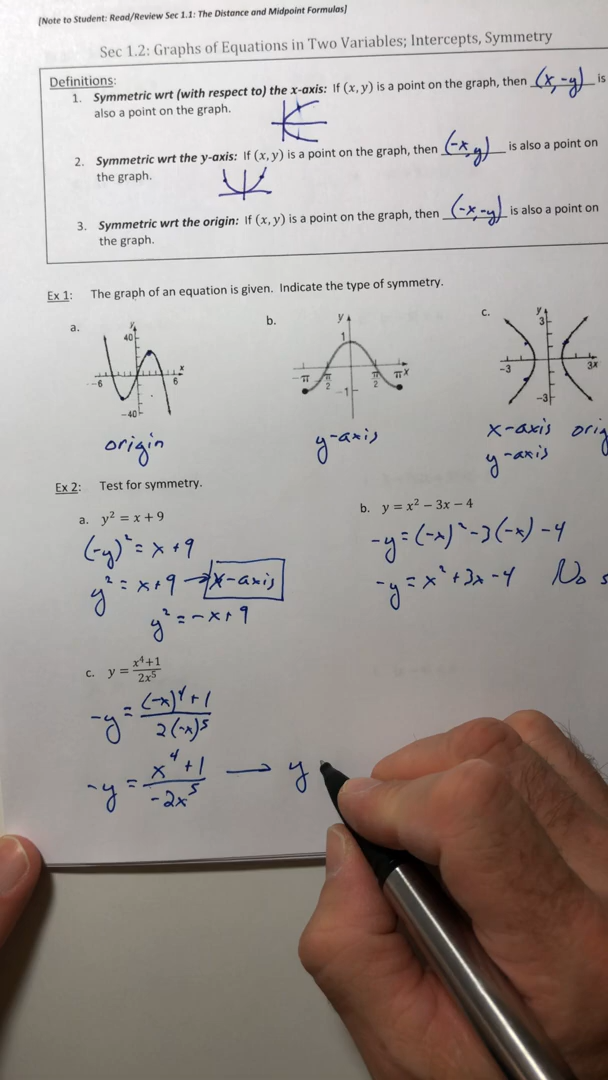 [Note to Student: Read/Review Sec 1.1: The Distance and Midpoint Formulas]
Sec 1.2: Graphs of Equations in Two Variables; Intercepts, Symmetry
Definitions:
1. Symmetric wrt (with respect to) the x-axis: If (x, y) is a point on the graph, then (x, -y) is
also a point on the graph.
2. Symmetric wrt the y-axis: If (x, y) is a point on the graph, then (-x, y) is also a point on
the graph.
3. Symmetric wrt the origin: If (x, y) is a point on the graph, then (-x, -y) is also a point on
the graph.
Ex 1: The graph of an equation is given. Indicate the type of symmetry.
a.
y
40
-6
6
x
-40
origin
b.
y
1
-π
-π/2
π/2
π
x
-1
y-axis
c.
y
3
-3
3x
-3
x-axis orig
y-axis
Ex 2: Test for symmetry.
a. y² = x + 9
(-y)² = x + 9
y² = x + 9 → x-axis
y² = -x + 9
b. y = x² − 3x − 4
-y = (-x)² - 3(-x) - 4
-y = x² + 3x - 4 No s
c. y = (x⁴+1)/(2x⁵)
-y = ((-x)⁴ + 1)/(2(-x)⁵)
-y = (x⁴ + 1)/(-2x⁵) → y